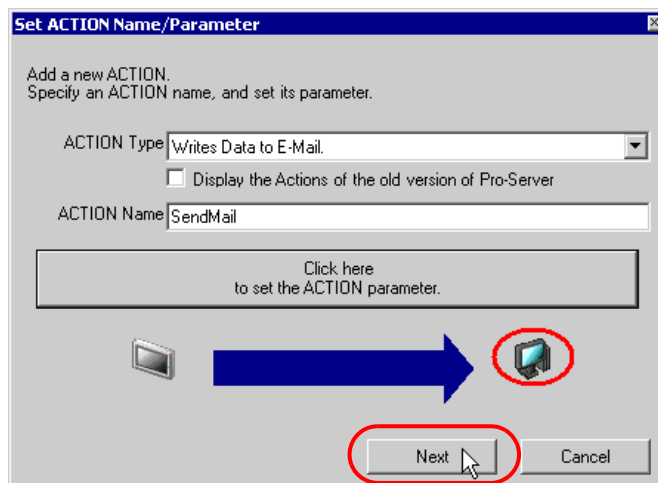 Set ACTION Name/Parameter
Add a new ACTION.
Specify an ACTION name, and set its parameter.
ACTION Type Writes Data to E-Mail.
Display the Actions of the old version of Pro-Server
ACTION Name SendMail
Click here
to set the ACTION parameter.
Next Cancel